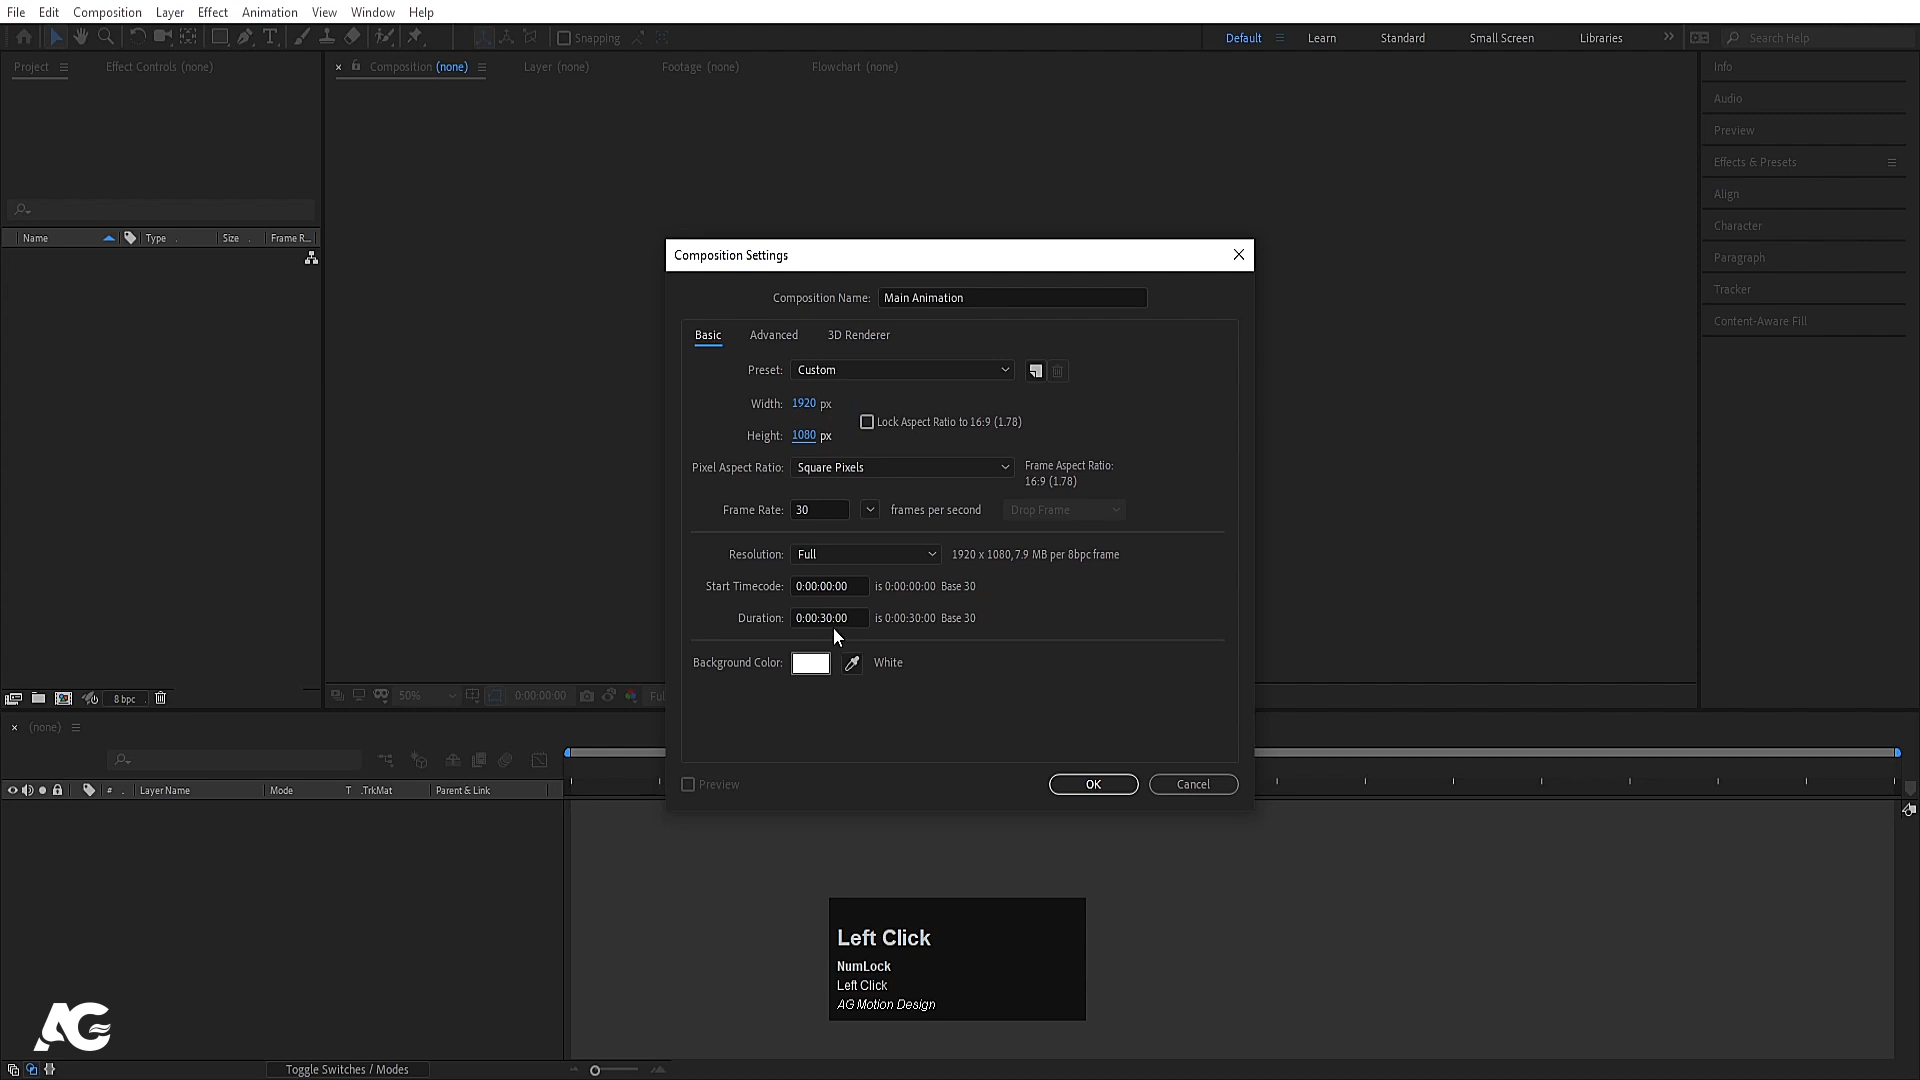 File Edit Composition Layer Effect Animation View Window Help
Snapping Default Learn Standard Small Screen Libraries Search Help
Project Effect Controls (none) Composition (none) Layer (none) Footage (none) Flowchart (none) Info
Audio
Preview
Effects & Presets
Align
Character
Paragraph
Tracker
Content-Aware Fill
Name Type Size Frame R...
Composition Settings
Composition Name: Main Animation
Basic Advanced 3D Renderer
Preset: Custom
Width: 1920 px
Lock Aspect Ratio to 16:9 (1.78)
Height: 1080 px
Pixel Aspect Ratio: Square Pixels Frame Aspect Ratio:
16:9 (1.78)
Frame Rate: 30 frames per second Drop Frame
Resolution: Full 1920 x 1080, 7.9 MB per 8bpc frame
Start Timecode: 0:00:00:00 is 0:00:00:00 Base 30
Duration: 0:00:30:00 is 0:00:30:00 Base 30
Background Color: White
Preview OK Cancel
8 bpc 50% 0:00:00:00 Ful
(none)
# Layer Name Mode T .TrkMat Parent & Link
Left Click
NumLock
Left Click
AG Motion Design
AG
Toggle Switches / Modes